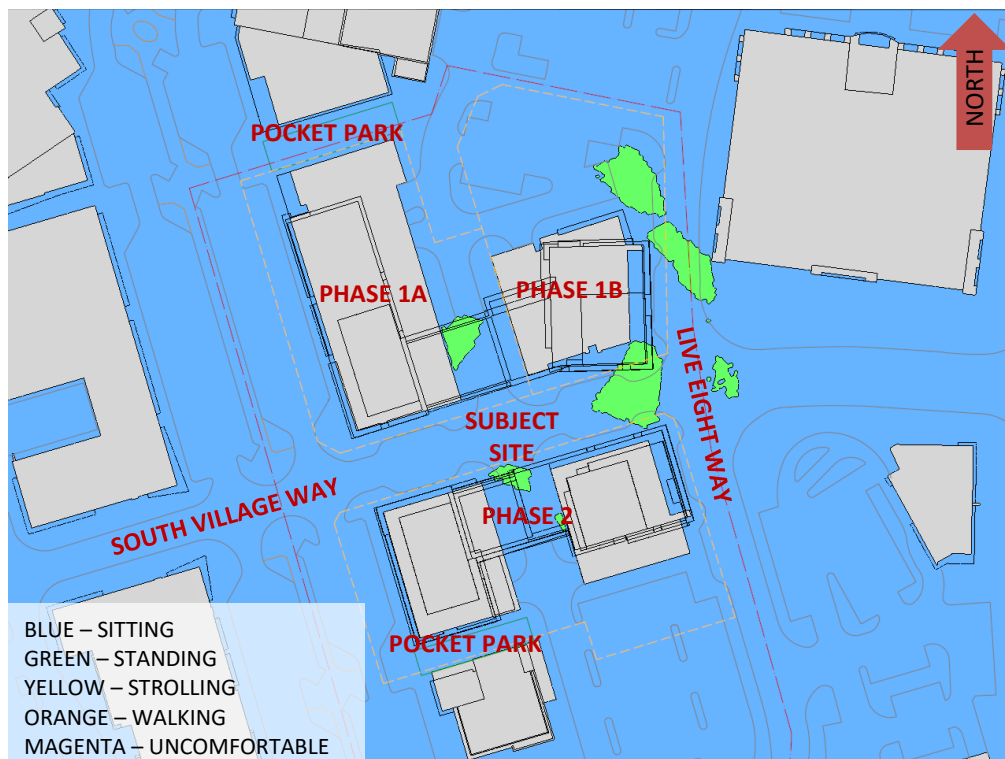 NORTH
POCKET PARK
PHASE 1A
PHASE 1B
LIVE EIGHT WAY
SUBJECT
SITE
SOUTH VILLAGE WAY
PHASE 2
POCKET PARK
BLUE – SITTING
GREEN – STANDING
YELLOW – STROLLING
ORANGE – WALKING
MAGENTA – UNCOMFORTABLE